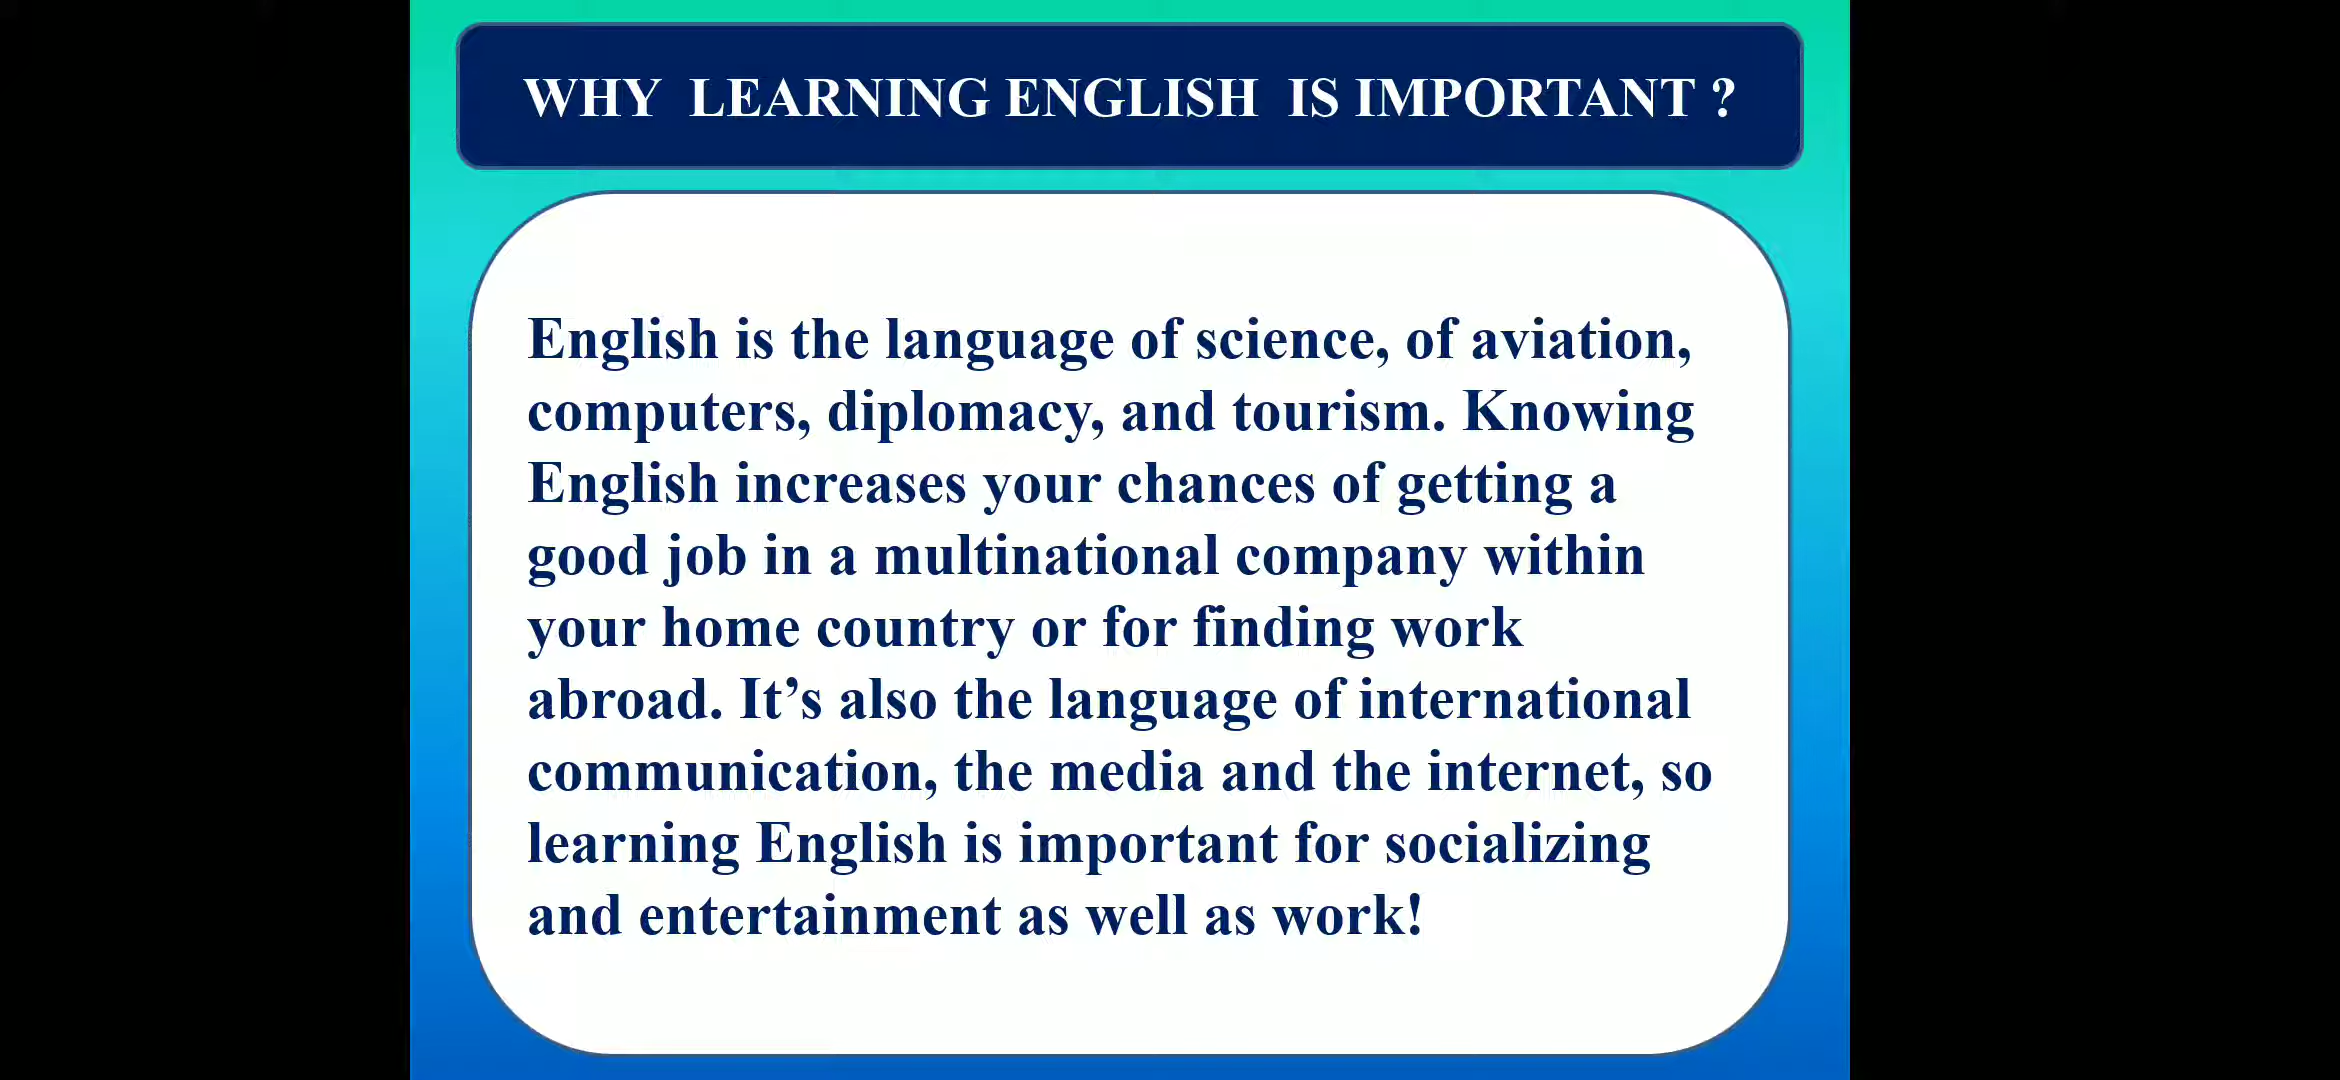 WHY LEARNING ENGLISH IS IMPORTANT ?
English is the language of science, of aviation,
computers, diplomacy, and tourism. Knowing
English increases your chances of getting a
good job in a multinational company within
your home country or for finding work
abroad. It’s also the language of international
communication, the media and the internet, so
learning English is important for socializing
and entertainment as well as work!